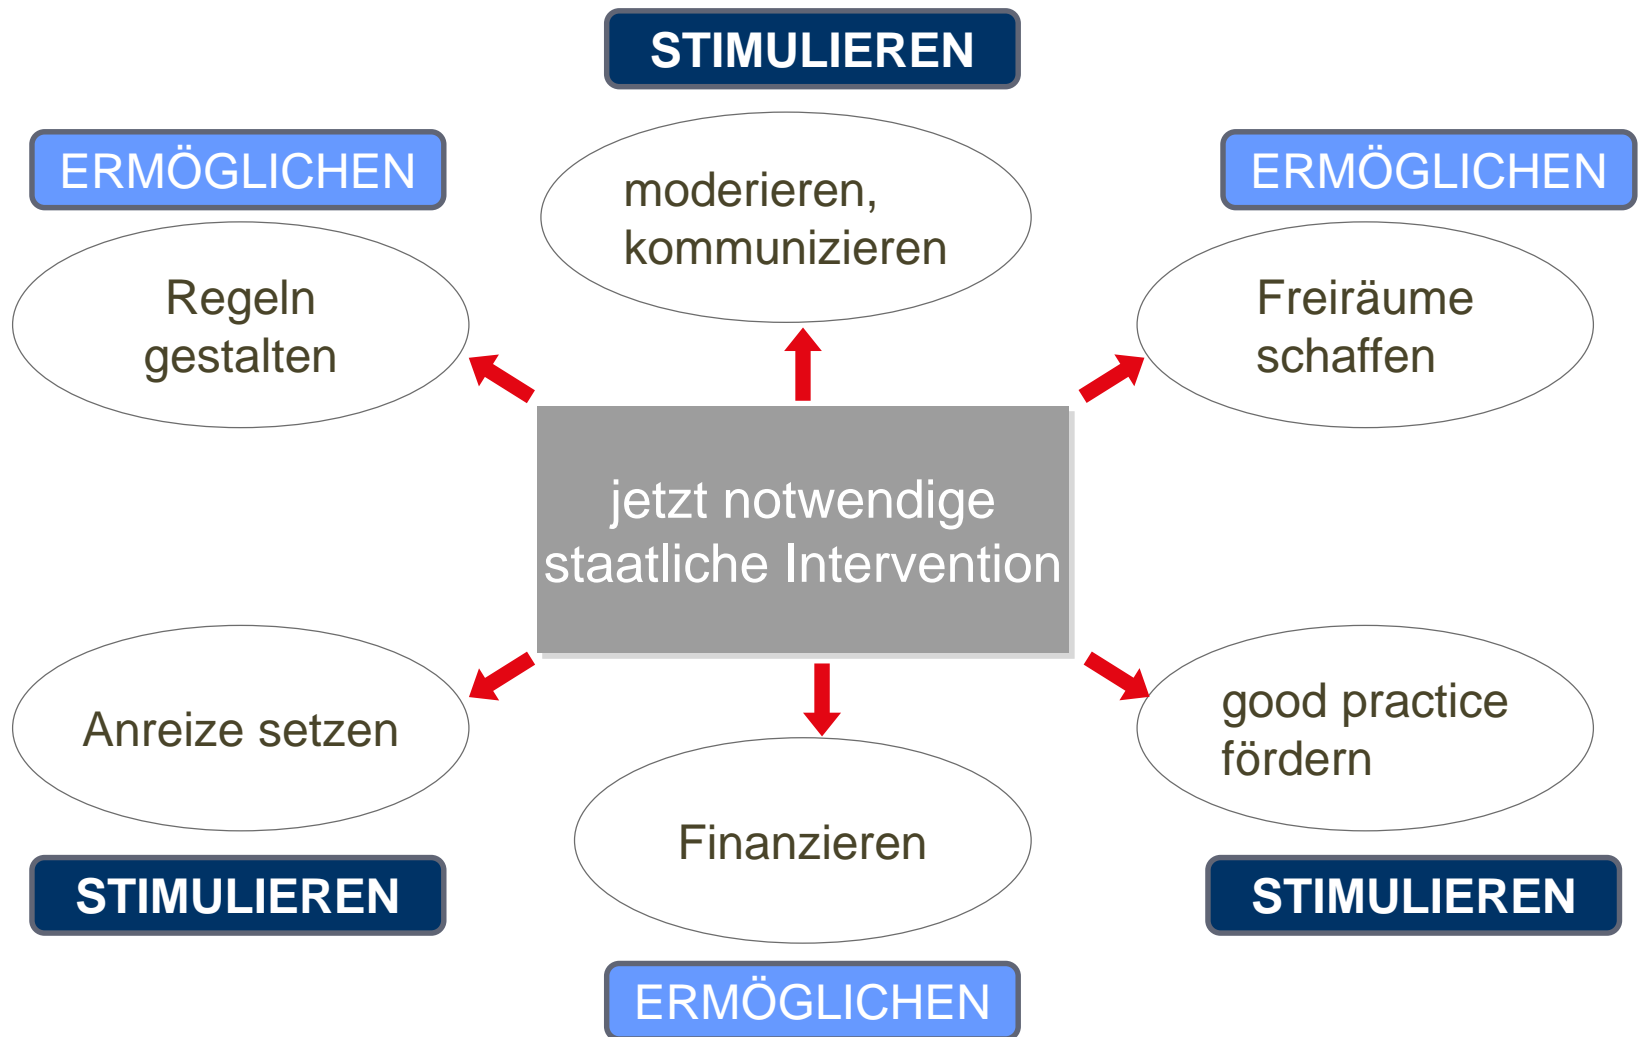 STIMULIEREN
ERMÖGLICHEN
moderieren,
kommunizieren
ERMÖGLICHEN
Regeln
gestalten
Freiräume
schaffen
jetzt notwendige
staatliche Intervention
Anreize setzen
STIMULIEREN
Finanzieren
ERMÖGLICHEN
good practice
fördern
STIMULIEREN